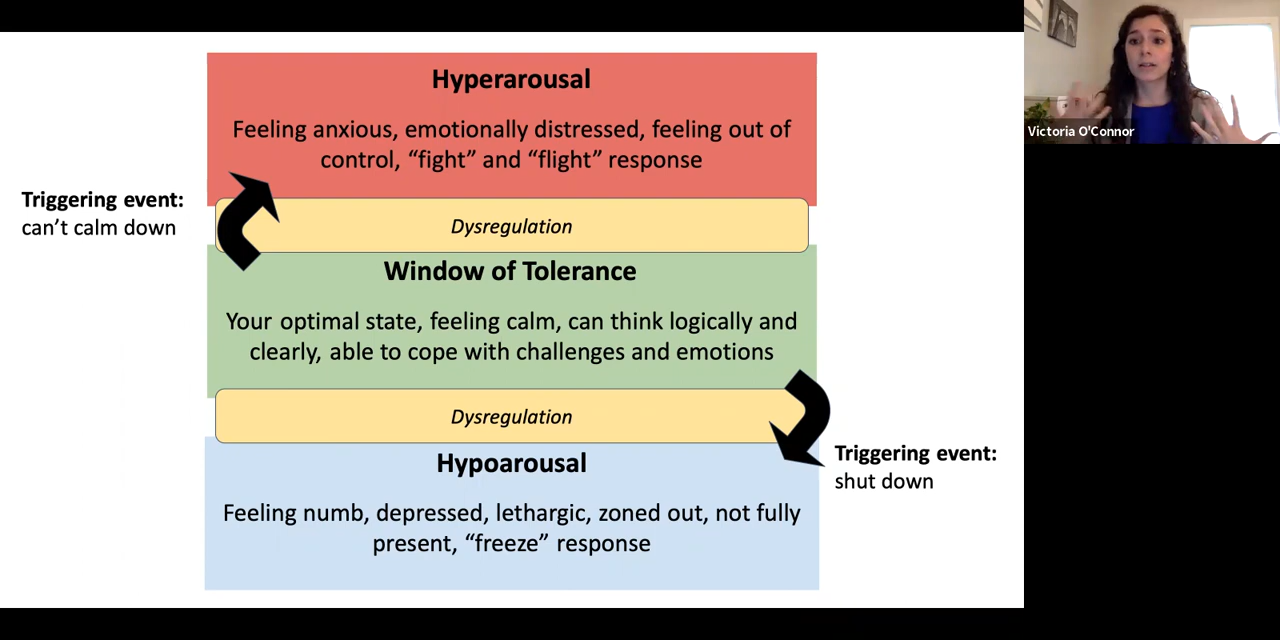 Hyperarousal
Feeling anxious, emotionally distressed, feeling out of
control, “fight” and “flight” response
Triggering event:
can’t calm down
Dysregulation
Window of Tolerance
Your optimal state, feeling calm, can think logically and
clearly, able to cope with challenges and emotions
Dysregulation
Triggering event:
shut down
Hypoarousal
Feeling numb, depressed, lethargic, zoned out, not fully
present, “freeze” response
Victoria O'Connor